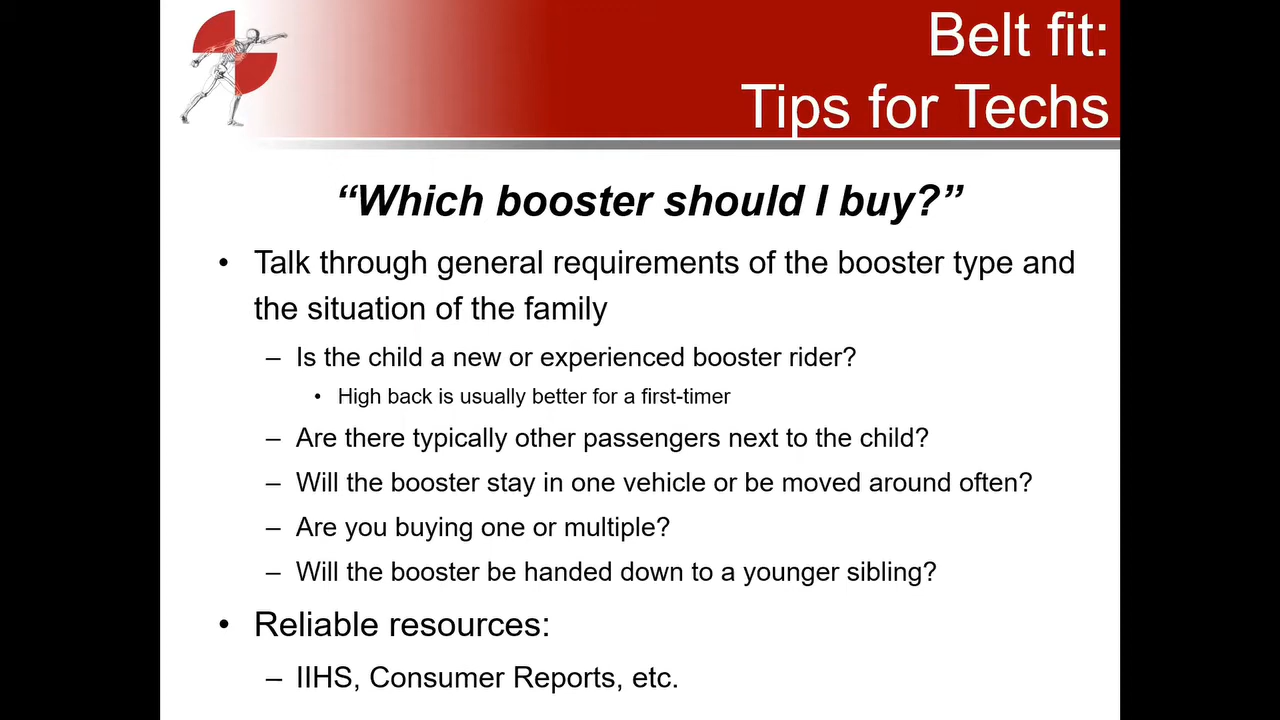 Belt fit:
Tips for Techs
“Which booster should I buy?”
• Talk through general requirements of the booster type and
the situation of the family
– Is the child a new or experienced booster rider?
• High back is usually better for a first-timer
– Are there typically other passengers next to the child?
– Will the booster stay in one vehicle or be moved around often?
– Are you buying one or multiple?
– Will the booster be handed down to a younger sibling?
• Reliable resources:
– IIHS, Consumer Reports, etc.